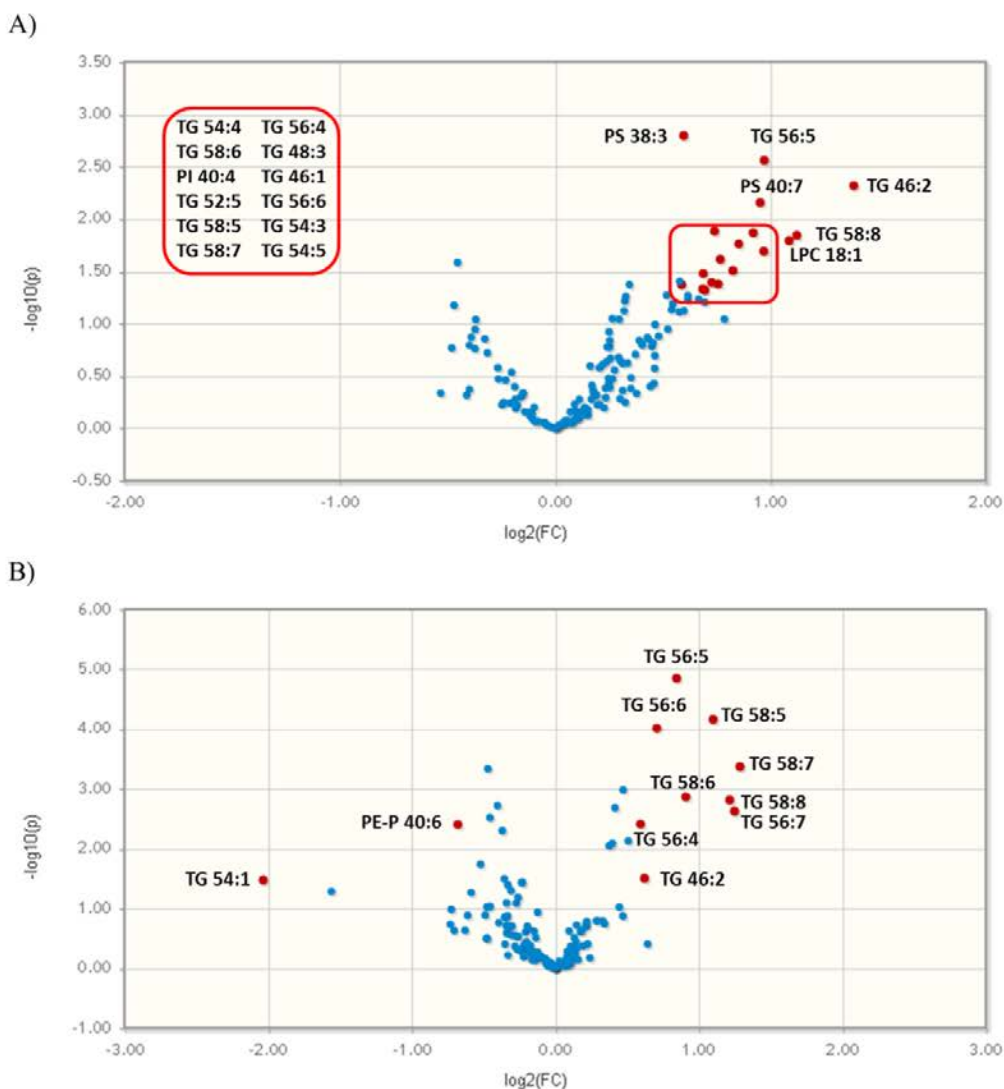 A)
3.50
3.00
2.50
2.00
1.50
1.00
0.50
0.00
-0.50
-log10(p)
TG 54:4 TG 56:4
TG 58:6 TG 48:3
PI 40:4 TG 46:1
TG 52:5 TG 56:6
TG 58:5 TG 54:3
TG 58:7 TG 54:5
PS 38:3
TG 56:5
PS 40:7
TG 46:2
TG 58:8
LPC 18:1
-2.00 -1.00 0.00 1.00 2.00
log2(FC)
B)
6.00
5.00
4.00
3.00
2.00
1.00
0.00
-1.00
-log10(p)
TG 56:5
TG 56:6
TG 58:5
TG 58:7
TG 58:6
TG 58:8
TG 56:7
PE-P 40:6
TG 56:4
TG 54:1
TG 46:2
-3.00 -2.00 -1.00 0.00 1.00 2.00 3.00
log2(FC)